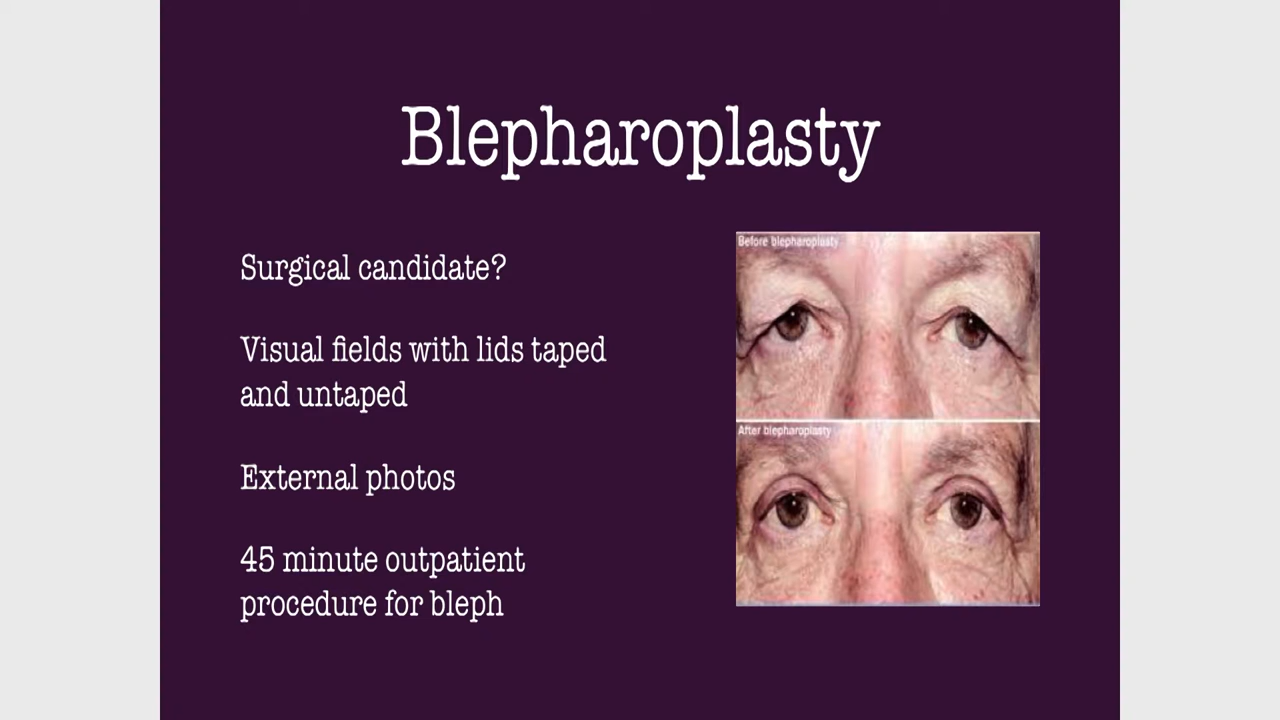 Blepharoplasty
Surgical candidate?
Visual fields with lids taped
and untaped
External photos
45 minute outpatient
procedure for bleph
Before blepharoplasty
After blepharoplasty